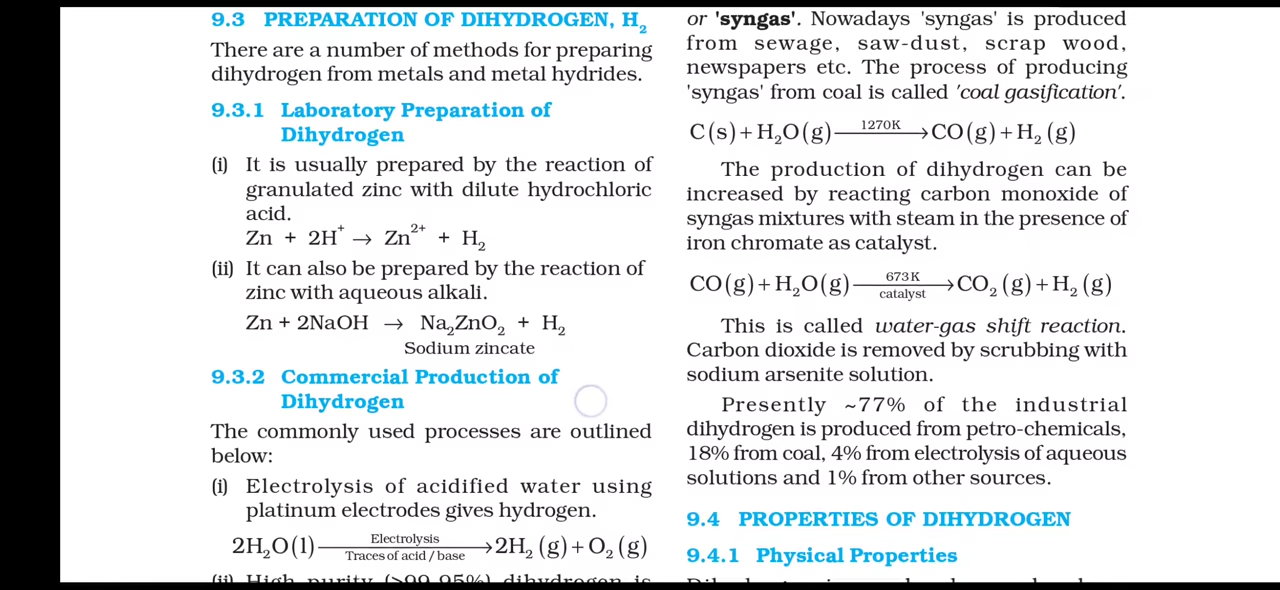 9.3 PREPARATION OF DIHYDROGEN, H₂
There are a number of methods for preparing
dihydrogen from metals and metal hydrides.
9.3.1 Laboratory Preparation of
Dihydrogen
(i) It is usually prepared by the reaction of
granulated zinc with dilute hydrochloric
acid.
Zn + 2H⁺ → Zn²⁺ + H₂
(ii) It can also be prepared by the reaction of
zinc with aqueous alkali.
Zn + 2NaOH → Na₂ZnO₂ + H₂
Sodium zincate
9.3.2 Commercial Production of
Dihydrogen
The commonly used processes are outlined
below:
(i) Electrolysis of acidified water using
platinum electrodes gives hydrogen.
Electrolysis
2H₂O(l) → 2H₂(g) + O₂(g)
Traces of acid / base
(ii) High purity (>99.95%) dihydrogen is
or 'syngas'. Nowadays 'syngas' is produced
from sewage, saw-dust, scrap wood,
newspapers etc. The process of producing
'syngas' from coal is called 'coal gasification'.
1270K
C(s) + H₂O(g) → CO(g) + H₂(g)
The production of dihydrogen can be
increased by reacting carbon monoxide of
syngas mixtures with steam in the presence of
iron chromate as catalyst.
673K
CO(g) + H₂O(g) → CO₂(g) + H₂(g)
catalyst
This is called water-gas shift reaction.
Carbon dioxide is removed by scrubbing with
sodium arsenite solution.
Presently ~77% of the industrial
dihydrogen is produced from petro-chemicals,
18% from coal, 4% from electrolysis of aqueous
solutions and 1% from other sources.
9.4 PROPERTIES OF DIHYDROGEN
9.4.1 Physical Properties